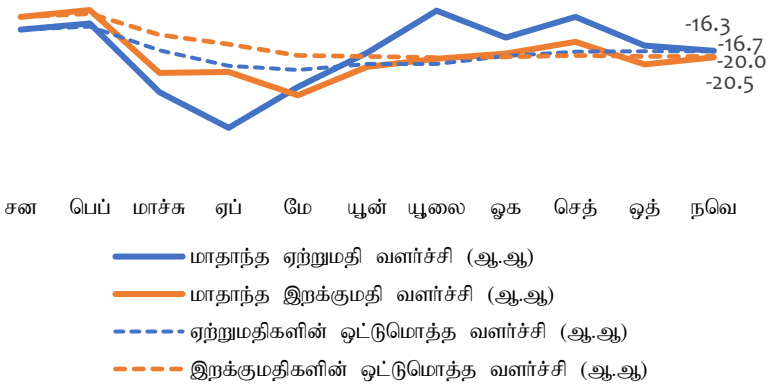 -16.3
-16.7
-20.0
-20.5
சன பெப் மாச்சு ஏப் மே யூன் யூலை ஓக செத் ஒத் நவெ
மாதாந்த ஏற்றுமதி வளர்ச்சி (ஆ.ஆ)
மாதாந்த இறக்குமதி வளர்ச்சி (ஆ.ஆ)
ஏற்றுமதிகளின் ஒட்டுமொத்த வளர்ச்சி (ஆ.ஆ)
இறக்குமதிகளின் ஒட்டுமொத்த வளர்ச்சி (ஆ.ஆ)